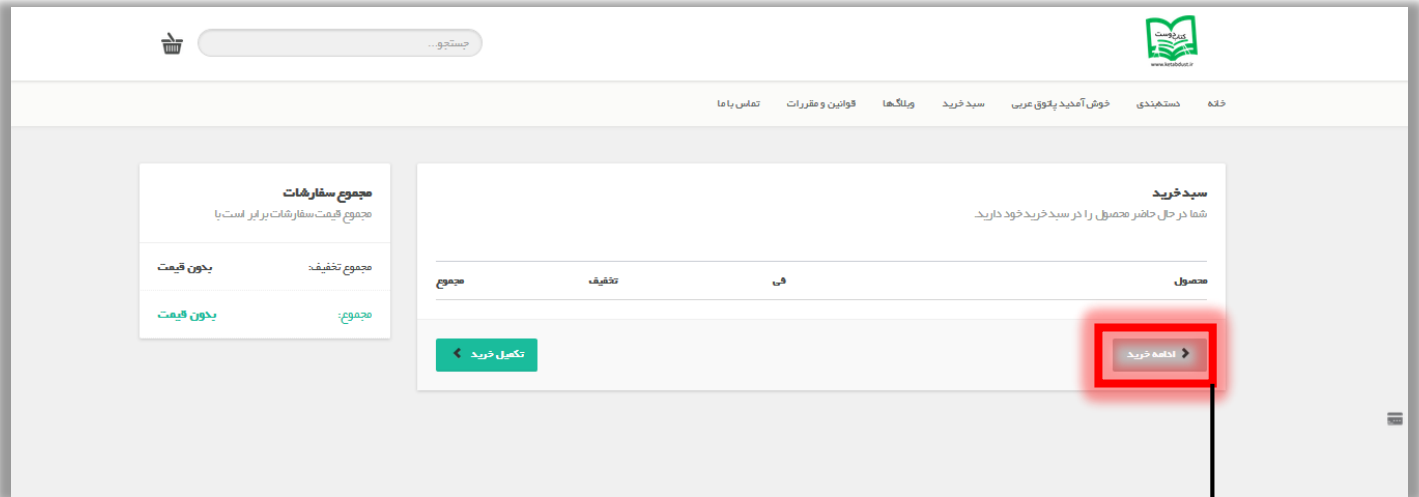 کتاب‌دوست
www.ketabdust.ir
جستجو...
خانه
دسته‌بندی
خوش آمدید پاتوق عربی
سبد خرید
وبلاگ‌ها
قوانین و مقررات
تماس با ما
سبد خرید
شما در حال حاضر محصول را در سبد خرید خود دارید.
محصول
فی
تخفیف
مجموع
ادامه خرید
تکمیل خرید
مجموع سفارشات
مجموع قیمت سفارشات برابر است با
مجموع تخفیف: بدون قیمت
مجموع: بدون قیمت